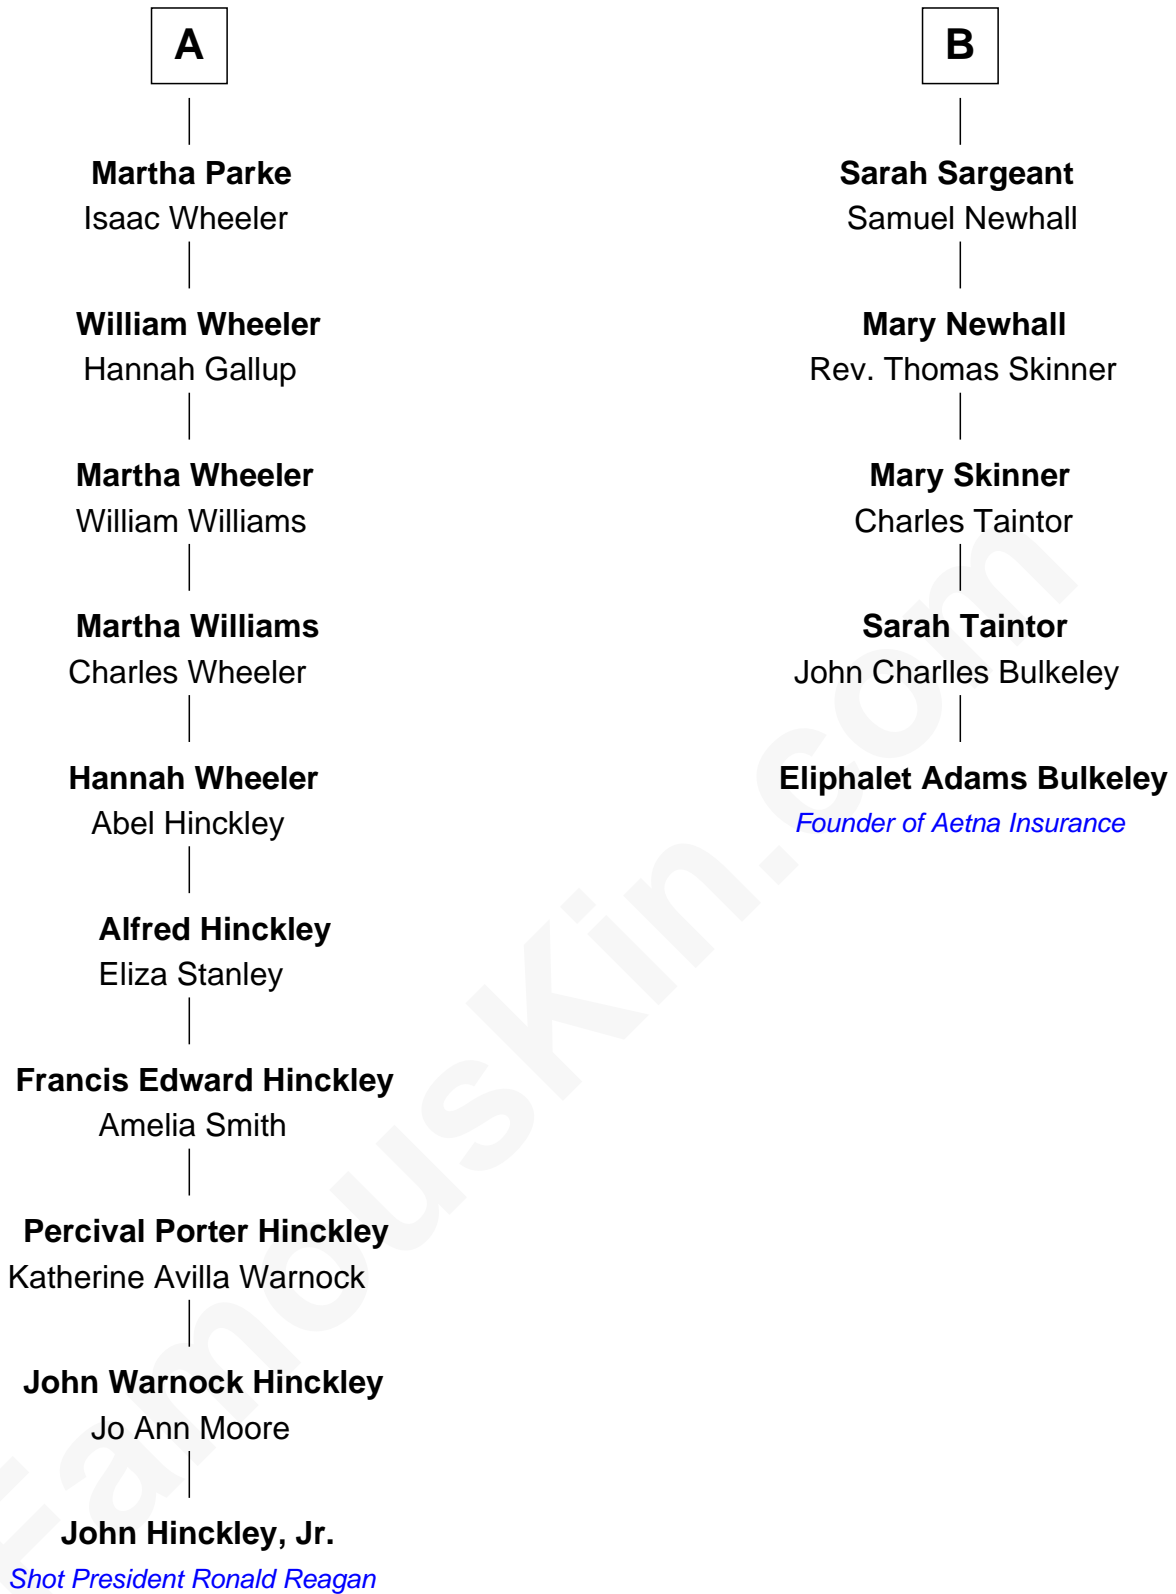 A
Martha Parke
Isaac Wheeler
William Wheeler
Hannah Gallup
Martha Wheeler
William Williams
Martha Williams
Charles Wheeler
Hannah Wheeler
Abel Hinckley
Alfred Hinckley
Eliza Stanley
Francis Edward Hinckley
Amelia Smith
Percival Porter Hinckley
Katherine Avilla Warnock
John Warnock Hinckley
Jo Ann Moore
John Hinckley, Jr.
Shot President Ronald Reagan
B
Sarah Sargeant
Samuel Newhall
Mary Newhall
Rev. Thomas Skinner
Mary Skinner
Charles Taintor
Sarah Taintor
John Charlles Bulkeley
Eliphalet Adams Bulkeley
Founder of Aetna Insurance
FamousKin.com